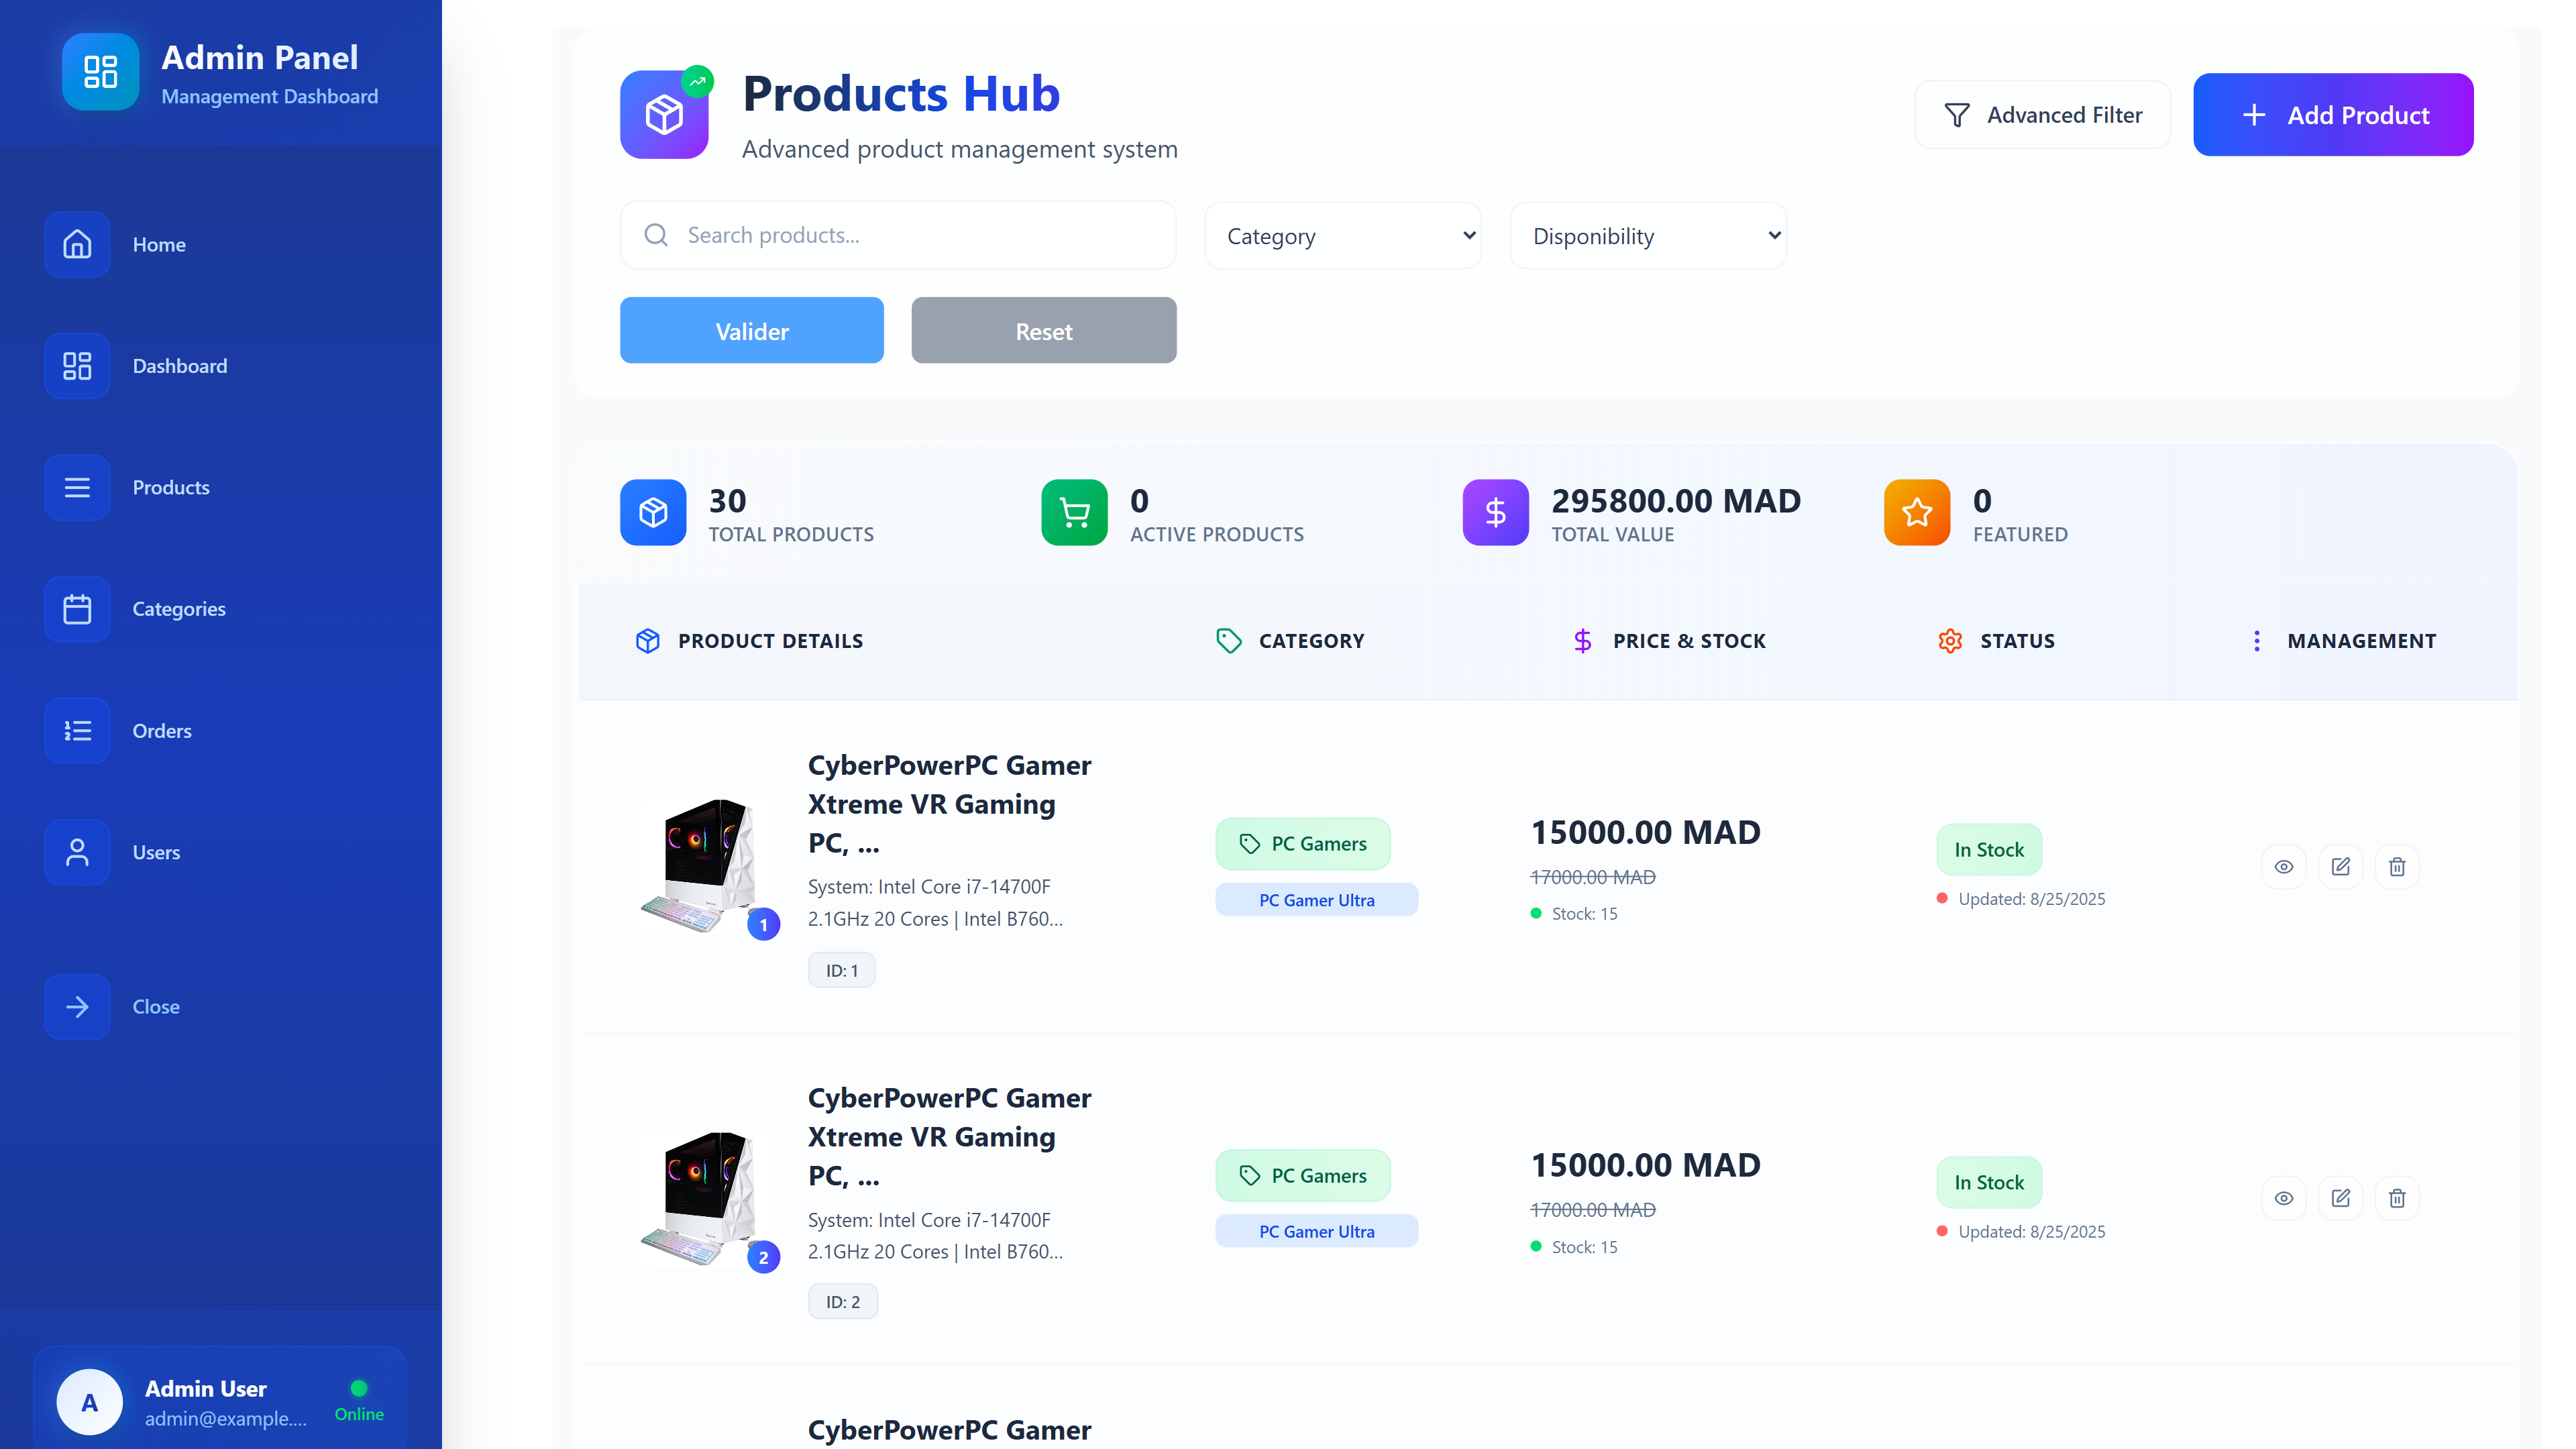 Admin Panel
Management Dashboard
Home
Dashboard
Products
Categories
Orders
Users
Close
A
Admin User
admin@example....
Online
Products Hub
Advanced product management system
Advanced Filter
Add Product
Search products...
Category
Disponibility
Valider
Reset
30
TOTAL PRODUCTS
0
ACTIVE PRODUCTS
295800.00 MAD
TOTAL VALUE
0
FEATURED
PRODUCT DETAILS
CATEGORY
PRICE & STOCK
STATUS
MANAGEMENT
1
CyberPowerPC Gamer
Xtreme VR Gaming
PC, ...
System: Intel Core i7-14700F
2.1GHz 20 Cores | Intel B760...
ID: 1
PC Gamers
PC Gamer Ultra
15000.00 MAD
17000.00 MAD
Stock: 15
In Stock
Updated: 8/25/2025
2
CyberPowerPC Gamer
Xtreme VR Gaming
PC, ...
System: Intel Core i7-14700F
2.1GHz 20 Cores | Intel B760...
ID: 2
PC Gamers
PC Gamer Ultra
15000.00 MAD
17000.00 MAD
Stock: 15
In Stock
Updated: 8/25/2025
CyberPowerPC Gamer